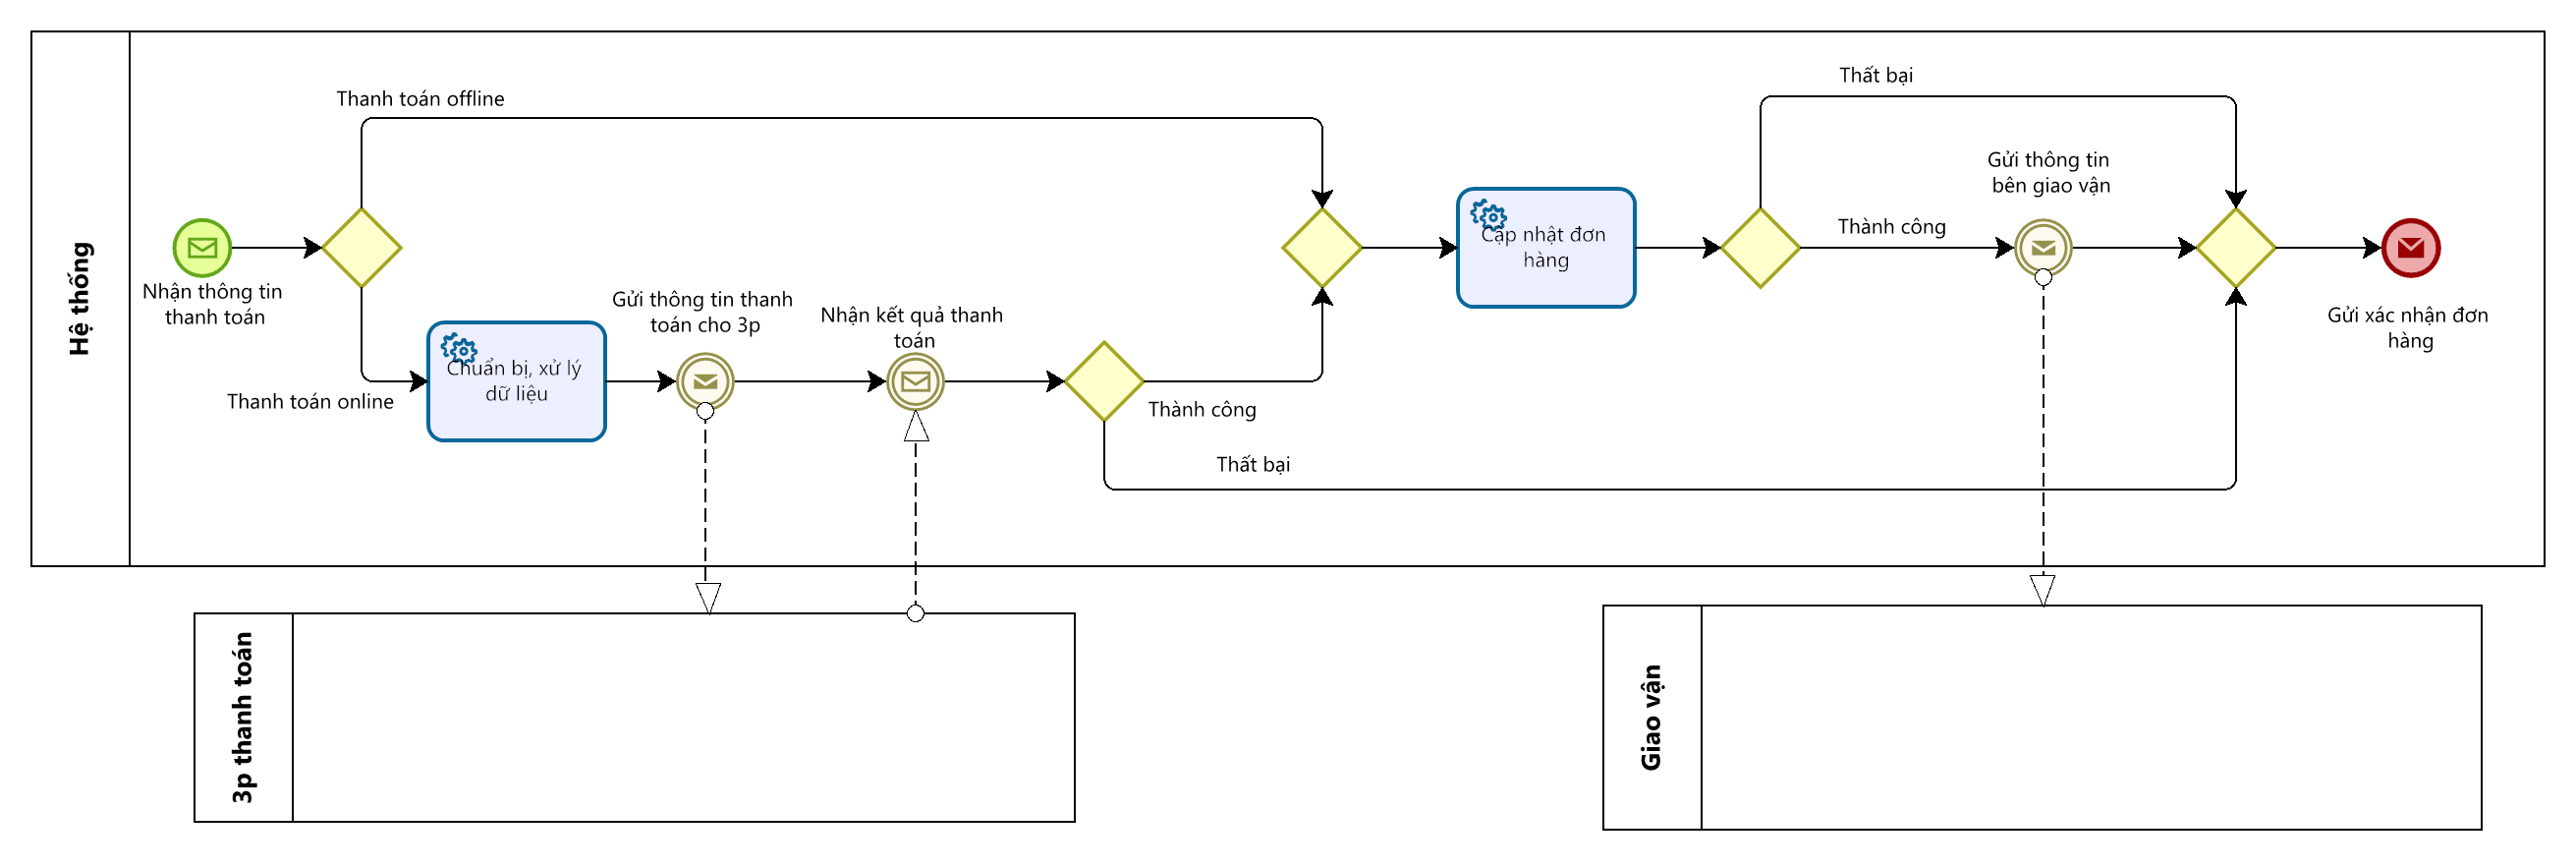 Hệ thống
Thanh toán offline
Nhận thông tin
thanh toán
Thanh toán online
Chuẩn bị, xử lý
dữ liệu
Gửi thông tin thanh
toán cho 3p
Nhận kết quả thanh
toán
Thành công
Thất bại
Cập nhật đơn
hàng
Thất bại
Thành công
Gửi thông tin
bên giao vận
Gửi xác nhận đơn
hàng
3p thanh toán
Giao vận